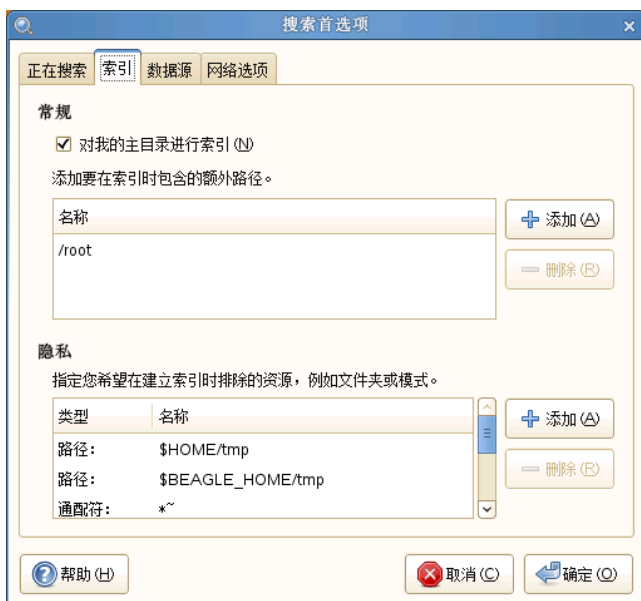 搜索首选项
正在搜索 索引 数据源 网络选项
常规
对我的主目录进行索引(N)
添加要在索引时包含的额外路径。
名称
添加(A)
/root
删除(R)
隐私
指定您希望在建立索引时排除的资源，例如文件夹或模式。
类型 名称
添加(A)
路径： $HOME/tmp
路径： $BEAGLE_HOME/tmp
删除(R)
通配符： *~
帮助(H) 取消(C) 确定(O)